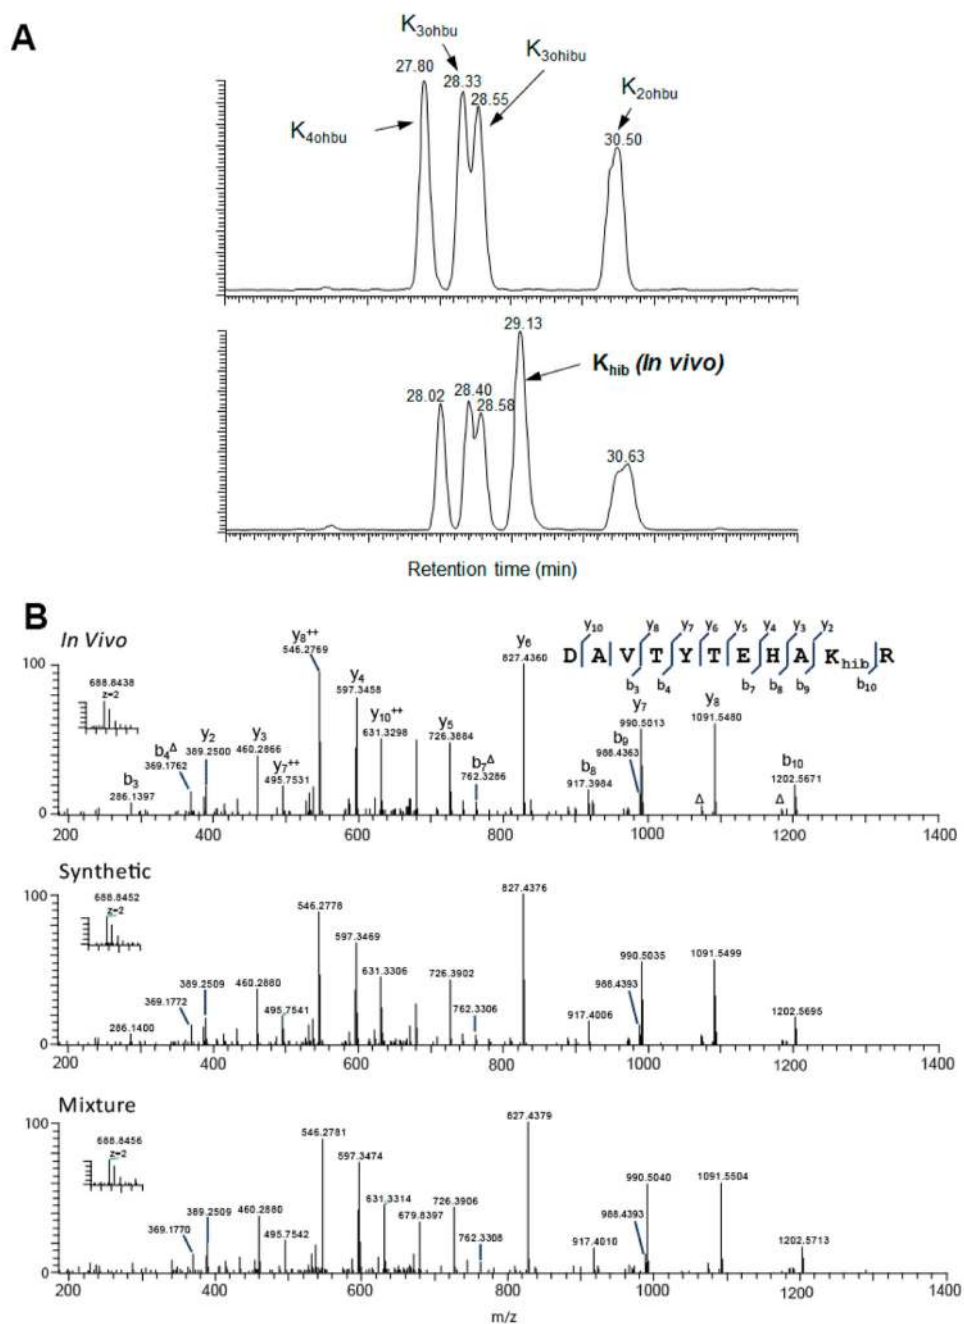 A
K3ohbu
K3ohibu
27.80
28.33
28.55
K2ohbu
K4ohbu
30.50
29.13
Khib (In vivo)
28.02
28.40
28.58
30.63
Retention time (min)
B
In Vivo
y10 y8 y7 y6 y5 y4 y3 y2
D A V T Y T E H A Khib R
b3 b4 b7 b8 b9 b10
100
0
688.8438
z=2
b3
286.1397
b4Δ
369.1762
y2
389.2500
y3
460.2866
y7++
495.7531
y8++
546.2769
y4
597.3458
y10++
631.3298
y5
726.3884
b7Δ
762.3286
y6
827.4360
b8
917.3984
b9
988.4363
y7
990.5013
Δ
y8
1091.5480
Δ
b10
1202.5671
200 400 600 800 1000 1200 1400
Synthetic
100
0
688.8452
z=2
286.1400
369.1772
389.2509
460.2880
495.7541
546.2778
597.3469
631.3306
726.3902
762.3306
827.4376
917.4006
988.4393
990.5035
1091.5499
1202.5695
200 400 600 800 1000 1200 1400
Mixture
100
0
688.8456
z=2
369.1770
389.2509
460.2880
495.7542
546.2781
597.3474
631.3314
679.8397
726.3906
762.3308
827.4379
917.4010
988.4393
990.5040
1091.5504
1202.5713
200 400 600 800 1000 1200 1400
m/z